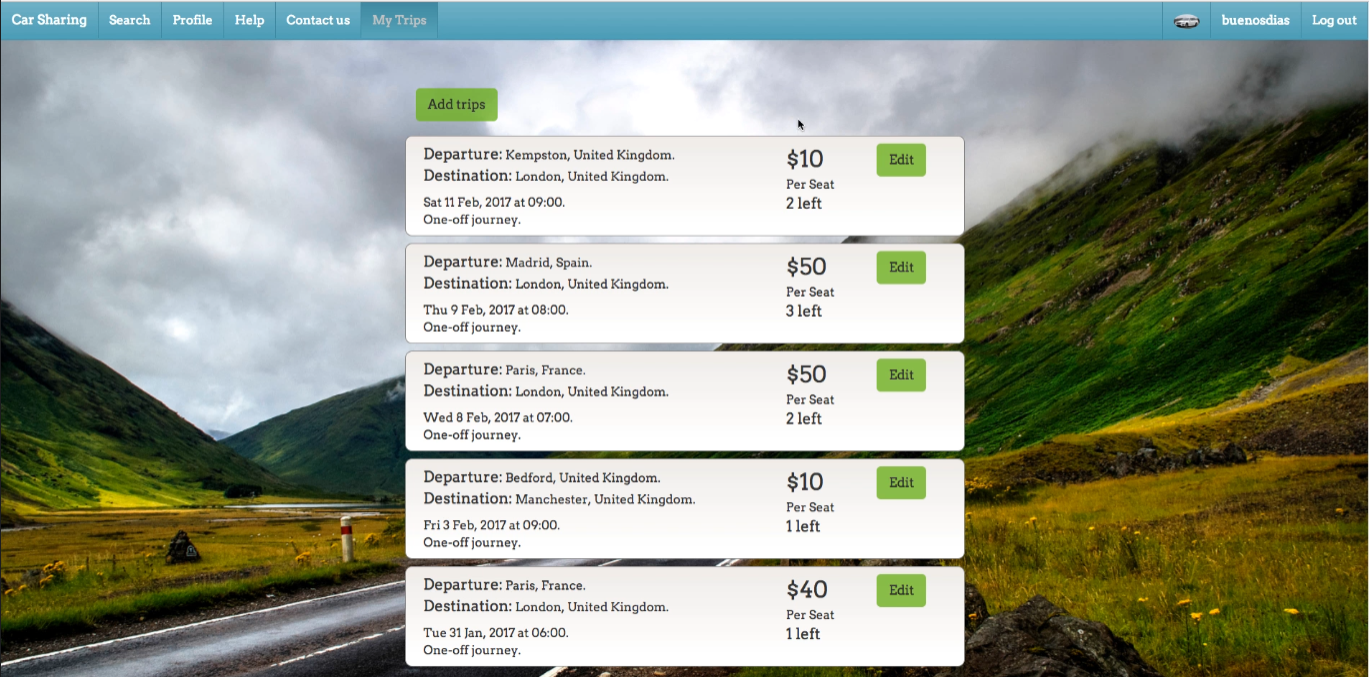 Car Sharing Search Profile Help Contact us My Trips buenosdias Log out
Add trips
Departure: Kempston, United Kingdom.
Destination: London, United Kingdom.
Sat 11 Feb, 2017 at 09:00.
One-off journey.
$10
Per Seat
2 left
Edit
Departure: Madrid, Spain.
Destination: London, United Kingdom.
Thu 9 Feb, 2017 at 08:00.
One-off journey.
$50
Per Seat
3 left
Edit
Departure: Paris, France.
Destination: London, United Kingdom.
Wed 8 Feb, 2017 at 07:00.
One-off journey.
$50
Per Seat
2 left
Edit
Departure: Bedford, United Kingdom.
Destination: Manchester, United Kingdom.
Fri 3 Feb, 2017 at 09:00.
One-off journey.
$10
Per Seat
1 left
Edit
Departure: Paris, France.
Destination: London, United Kingdom.
Tue 31 Jan, 2017 at 06:00.
One-off journey.
$40
Per Seat
1 left
Edit